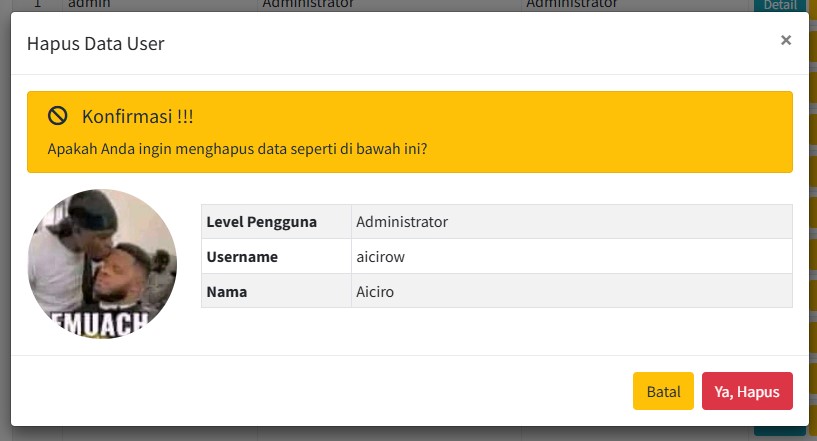 1 admin Administrator Administrator Detail
Hapus Data User ×
Konfirmasi !!!
Apakah Anda ingin menghapus data seperti di bawah ini?
Level Pengguna Administrator
Username aicirow
Nama Aiciro
EMUACH
Batal Ya, Hapus